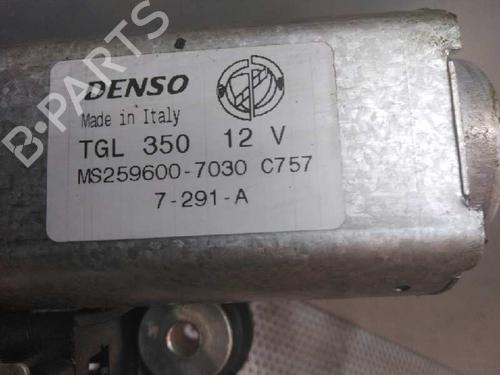 DENSO
Made in Italy
TGL 350 12 V
MS259600-7030 C757
7-291-A
B-PARTS